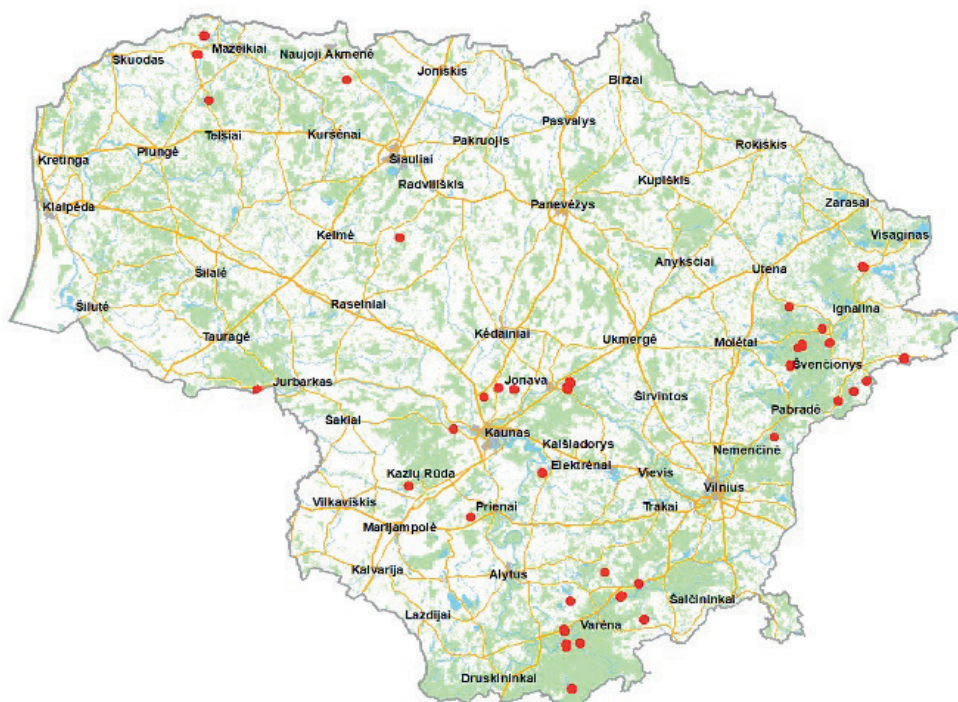 Mazeikiai
Naujoji Akmenė
Skuodas
Joniškis
Biržai
Pasvalys
Telsiai
Kursenai
Pakruojis
Rokiškis
Plungė
Kretinga
Šiauliai
Radviliškis
Kupiškis
Klaipėda
Panevėžys
Zarasai
Kelmė
Visaginas
Anykščiai
Utena
Šilalė
Šilutė
Raseiniai
Ignalina
Kėdainiai
Ukmergė
Molėtai
Tauragė
Švenčionys
Jurbarkas
Jonava
Širvintos
Pabradė
Šakiai
Kaunas
Kaišiadorys
Nemenčinė
Elektrėnai
Vievis
Kazlų Rūda
Vilnius
Vilkaviškis
Prienai
Trakai
Marijampolė
Kalvarija
Alytus
Šalčininkai
Lazdijai
Varėna
Druskininkai